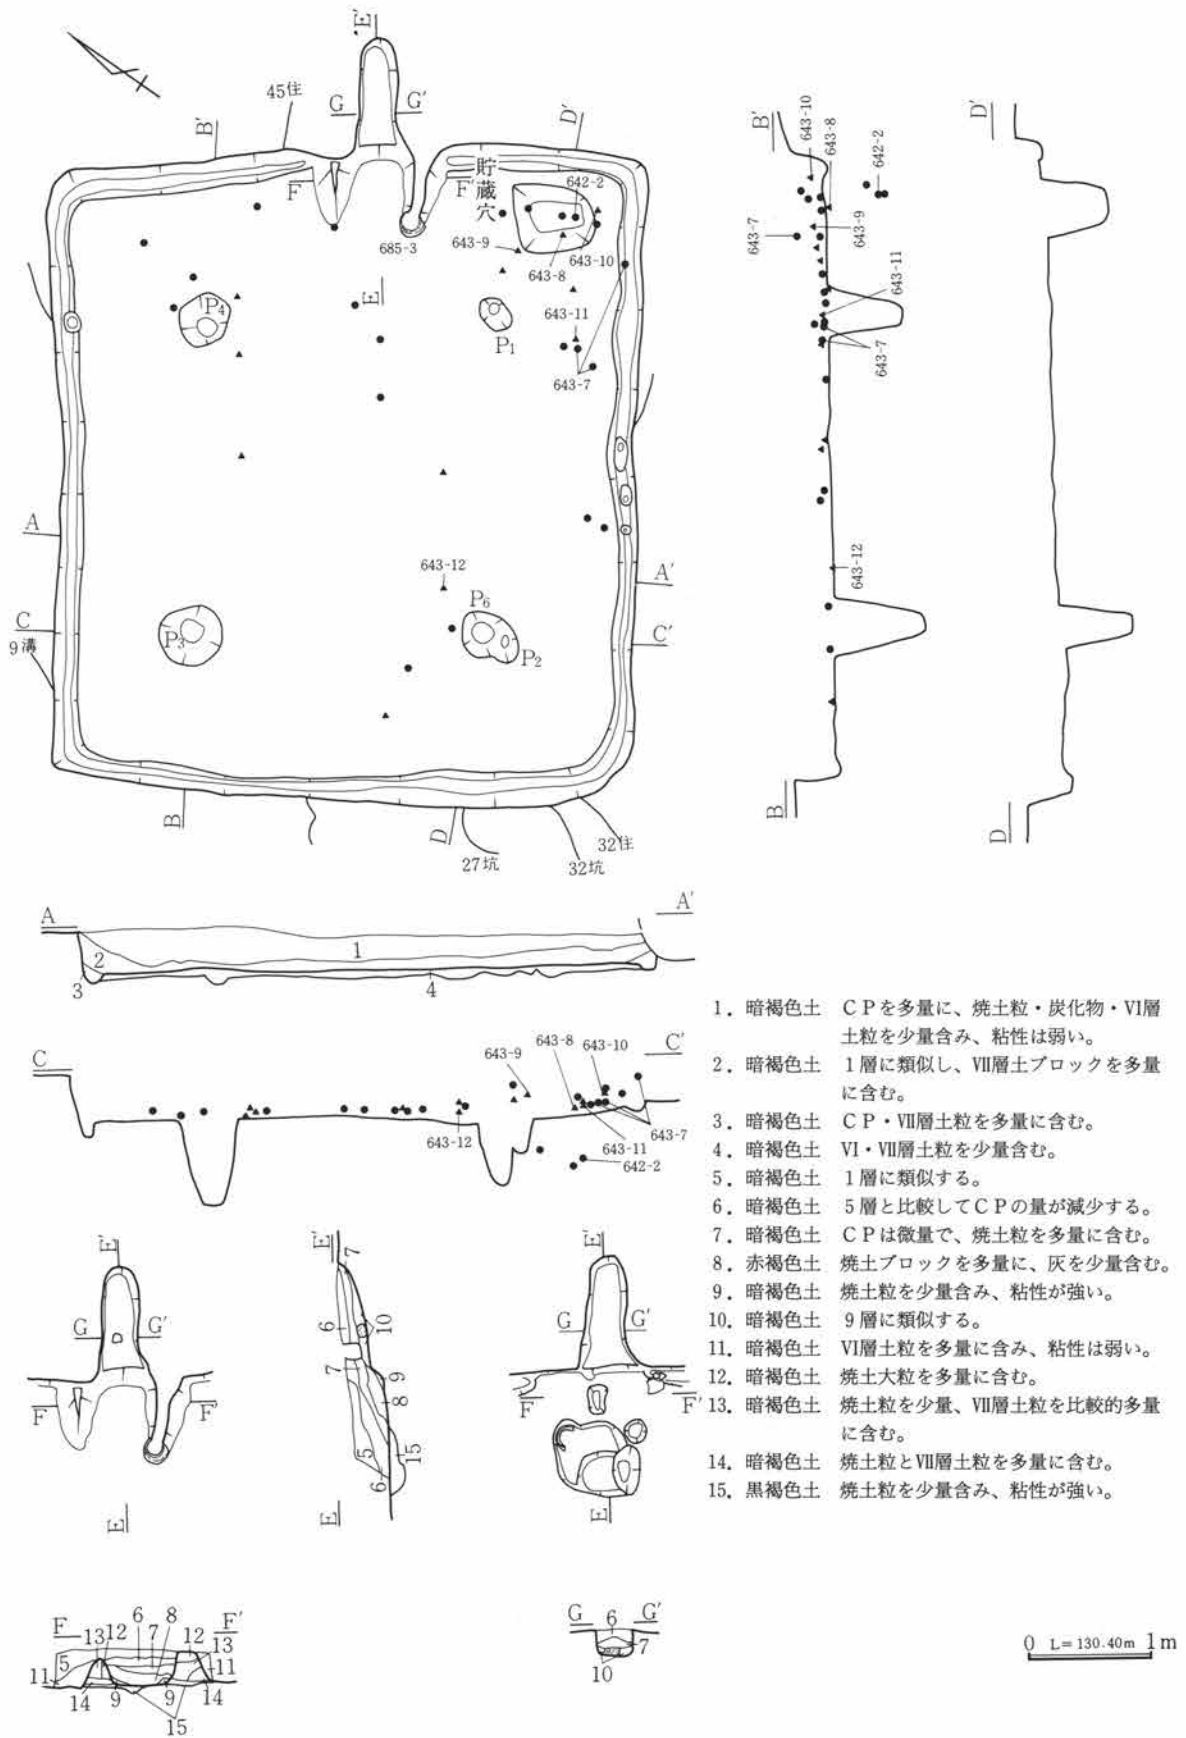 E′
45住
G
G′
B′
D′
F
F′
貯蔵穴
642-2
685-3
643-9
643-8
643-10
E
P4
P1
643-11
643-7
A
A′
643-12
C
C′
P6
P3
P2
9溝
B
D
27坑
32坑
32住
B′
643-10
643-8
642-2
643-7
643-9
643-11
643-7
643-12
B
D′
D
A
A′
1
2
3
4
C
C′
643-9
643-8
643-10
643-12
643-11
643-7
642-2
E′
G
G′
F
F
E
E′
7
6
10
7
9
8
5
15
6
E
E′
G
G′
F
F′
E
1. 暗褐色土 CPを多量に、焼土粒・炭化物・Ⅵ層
土粒を少量含み、粘性は弱い。
2. 暗褐色土 1層に類似し、Ⅶ層土ブロックを多量
に含む。
3. 暗褐色土 CP・Ⅶ層土粒を多量に含む。
4. 暗褐色土 Ⅵ・Ⅶ層土粒を少量含む。
5. 暗褐色土 1層に類似する。
6. 暗褐色土 5層と比較してCPの量が減少する。
7. 暗褐色土 CPは微量で、焼土粒を多量に含む。
8. 赤褐色土 焼土ブロックを多量に、灰を少量含む。
9. 暗褐色土 焼土粒を少量含み、粘性が強い。
10. 暗褐色土 9層に類似する。
11. 暗褐色土 Ⅵ層土粒を多量に含み、粘性は弱い。
12. 暗褐色土 焼土大粒を多量に含む。
13. 暗褐色土 焼土粒を少量、Ⅶ層土粒を比較的多量
に含む。
14. 暗褐色土 焼土粒とⅦ層土粒を多量に含む。
15. 黒褐色土 焼土粒を少量含み、粘性が強い。
F
F′
6
8
13
12
7
12
13
5
11
11
14
9
9
14
15
G
G′
6
7
10
0 L=130.40m 1m